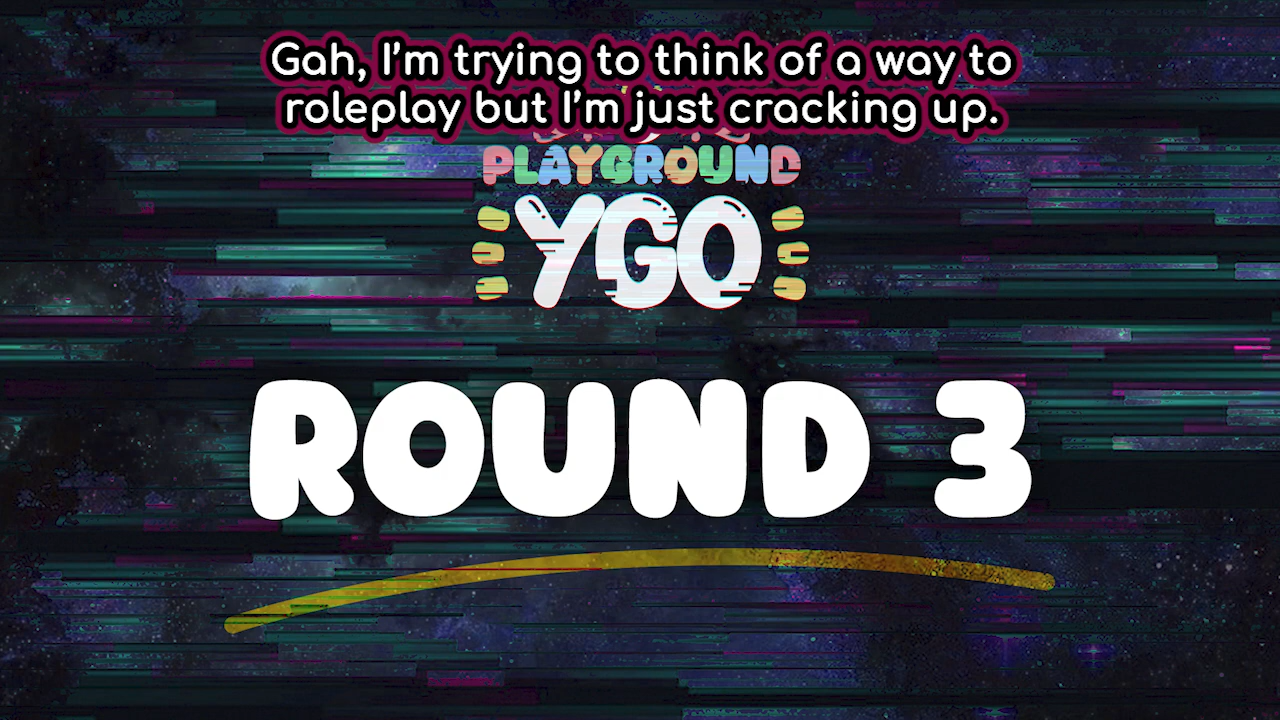 Gah, I'm trying to think of a way to
roleplay but I'm just cracking up.
PLAYGROUND
YGO
ROUND 3